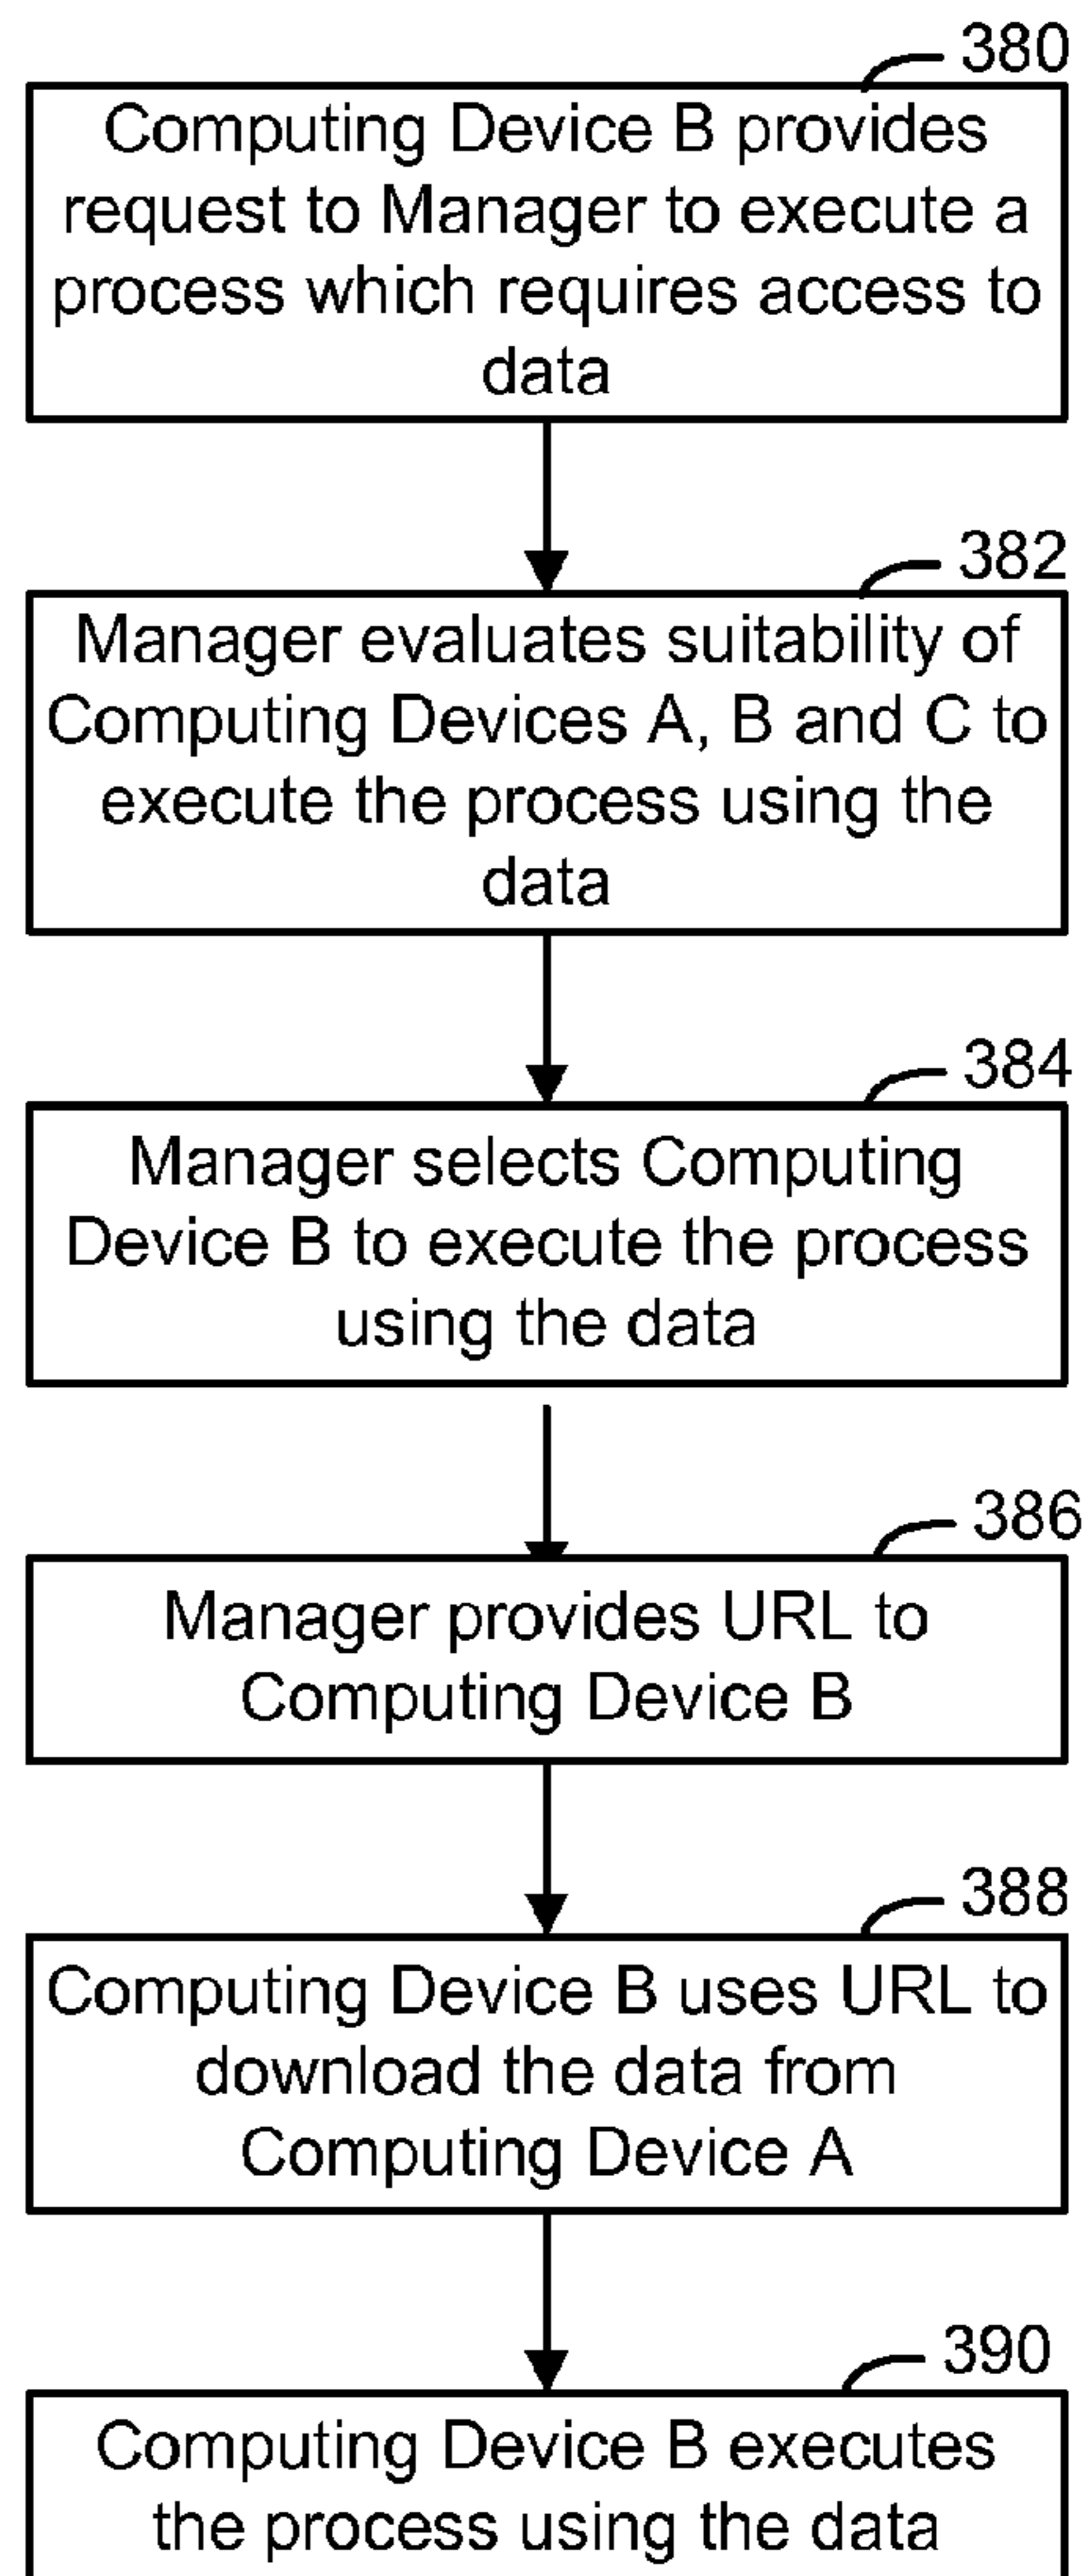 380
Computing Device B provides
request to Manager to execute a
process which requires access to
data
382
Manager evaluates suitability of
Computing Devices A, B and C to
execute the process using the
data
384
Manager selects Computing
Device B to execute the process
using the data
386
Manager provides URL to
Computing Device B
388
Computing Device B uses URL to
download the data from
Computing Device A
390
Computing Device B executes
the process using the data